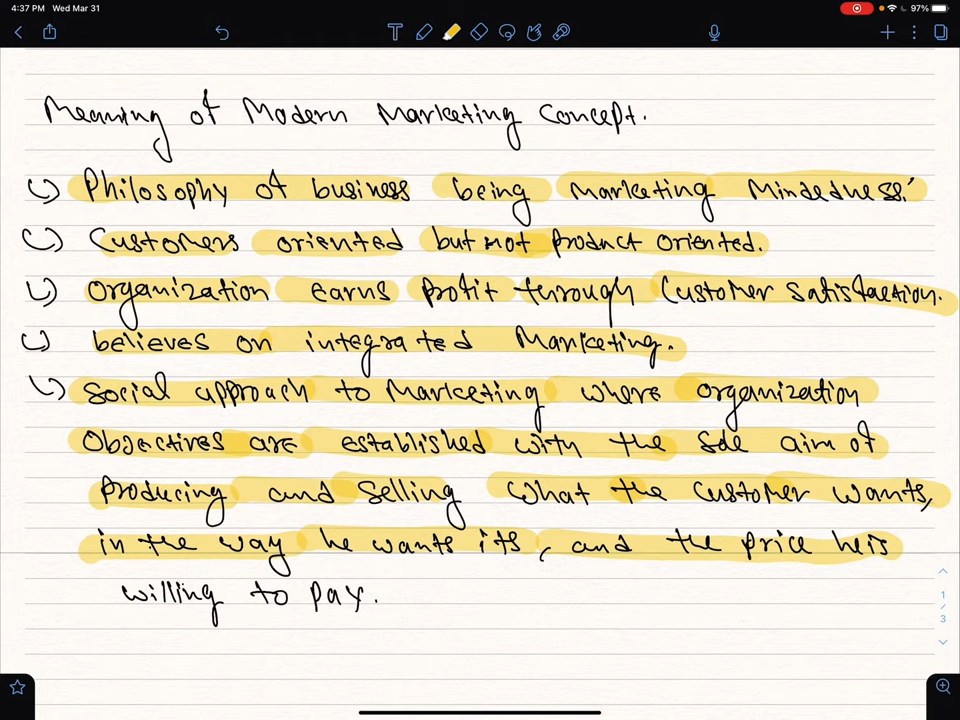 4:37 PM Wed Mar 31
97%
Meaning of Modern Marketing Concept.
Philosophy of business being marketing Mindedness.
Customers oriented but not product oriented.
Organization earns profit through Customer Satisfaction.
believes on integrated Marketing.
Social approach to Marketing where organization
Objectives are established with the Sole aim of
Producing and Selling What the Customer Wants,
in the way he wants its, and the price he is
willing to pay.
1
/
3